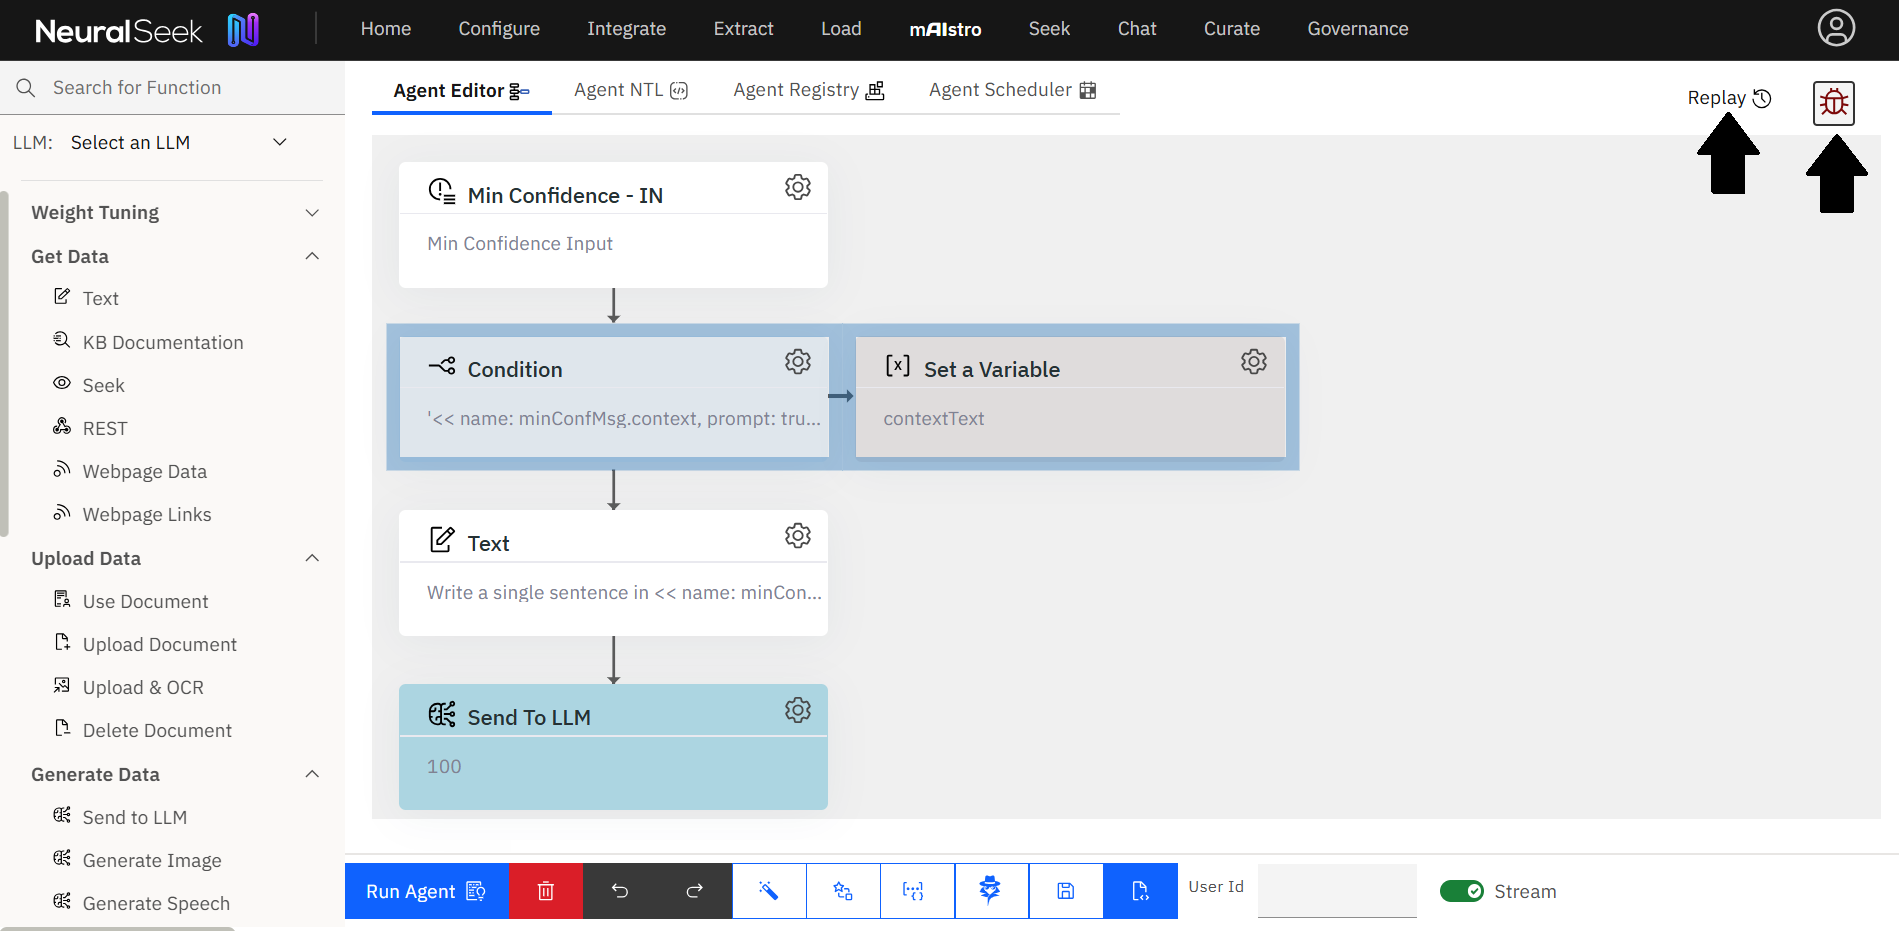 NeuralSeek
Home Configure Integrate Extract Load mAIstro Seek Chat Curate Governance
Search for Function
LLM: Select an LLM
Weight Tuning
Get Data
Text
KB Documentation
Seek
REST
Webpage Data
Webpage Links
Upload Data
Use Document
Upload Document
Upload & OCR
Delete Document
Generate Data
Send to LLM
Generate Image
Generate Speech
Agent Editor Agent NTL Agent Registry Agent Scheduler
Replay
Min Confidence - IN
Min Confidence Input
Condition
'<< name: minConfMsg.context, prompt: tru...
Set a Variable
contextText
Text
Write a single sentence in << name: minCon...
Send To LLM
100
Run Agent
User Id
Stream